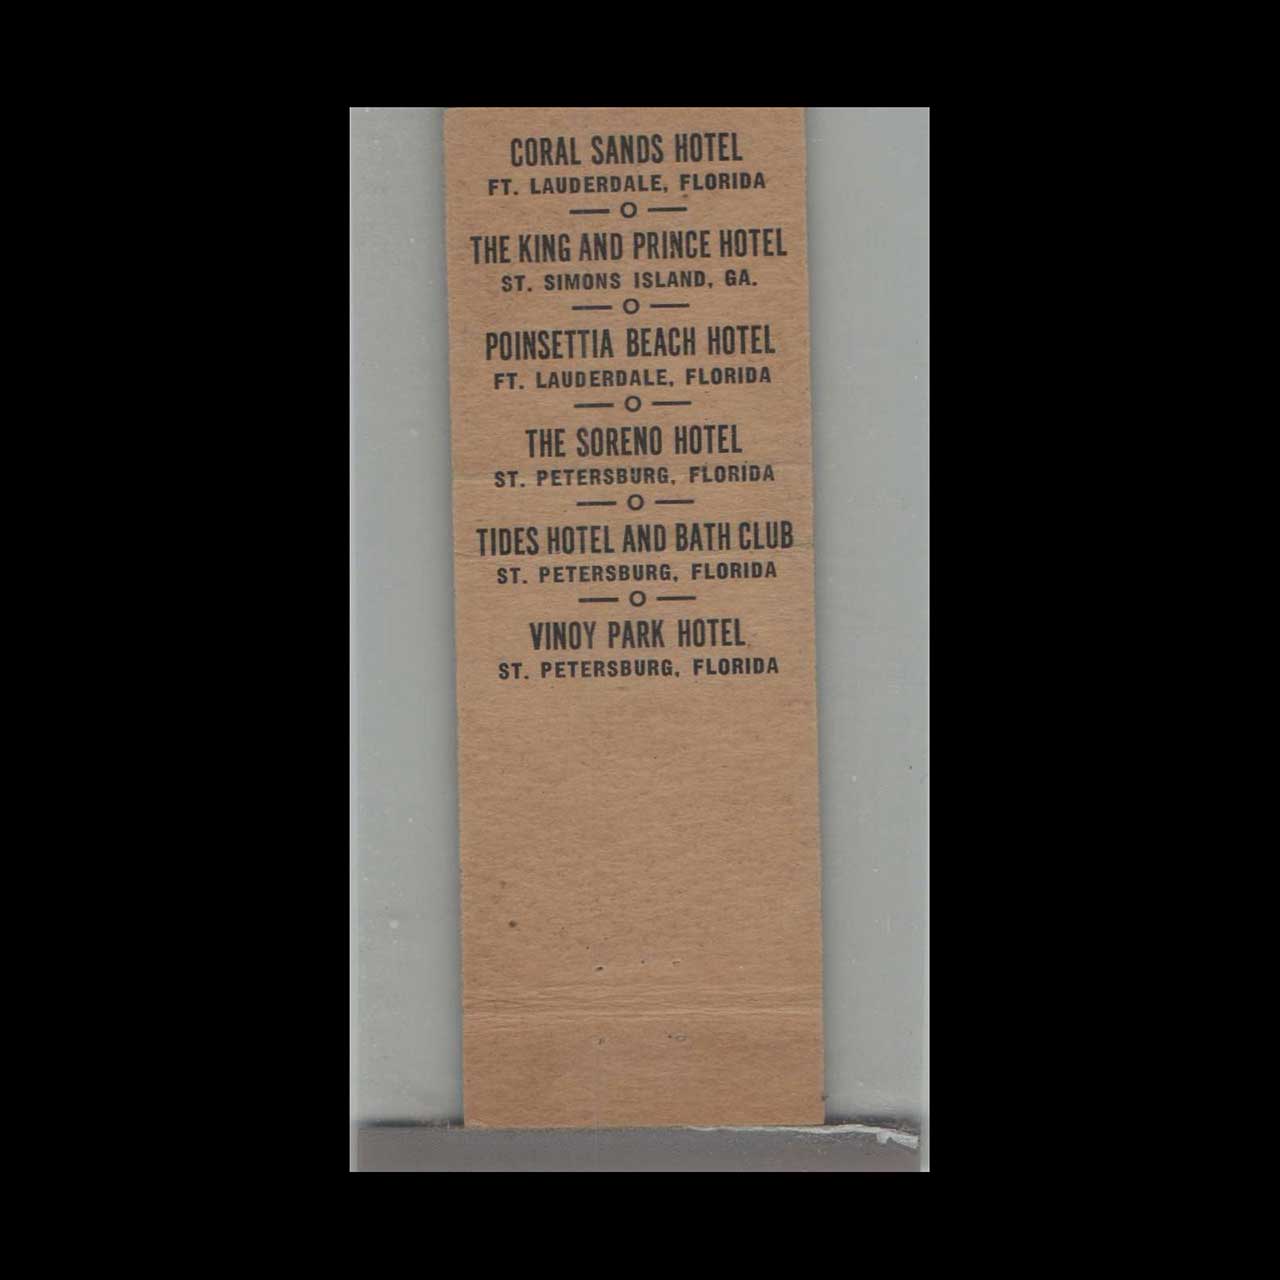 CORAL SANDS HOTEL
FT. LAUDERDALE, FLORIDA
— O —
THE KING AND PRINCE HOTEL
ST. SIMONS ISLAND, GA.
— O —
POINSETTIA BEACH HOTEL
FT. LAUDERDALE, FLORIDA
— O —
THE SORENO HOTEL
ST. PETERSBURG, FLORIDA
— O —
TIDES HOTEL AND BATH CLUB
ST. PETERSBURG, FLORIDA
— O —
VINOY PARK HOTEL
ST. PETERSBURG, FLORIDA